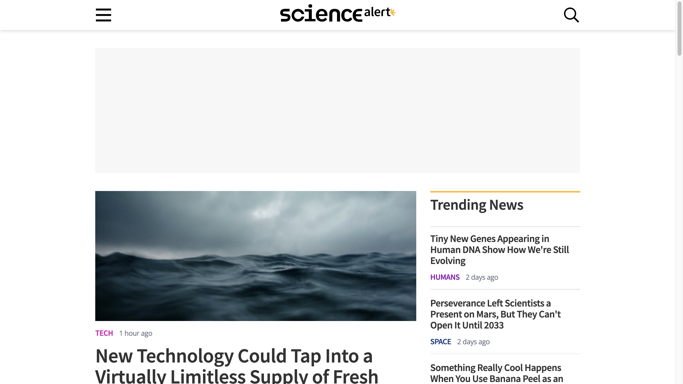 science alert
TECH 1 hour ago
New Technology Could Tap Into a
Virtually Limitless Supply of Fresh
Trending News
Tiny New Genes Appearing in
Human DNA Show How We're Still
Evolving
HUMANS 2 days ago
Perseverance Left Scientists a
Present on Mars, But They Can't
Open It Until 2033
SPACE 2 days ago
Something Really Cool Happens
When You Use Banana Peel as an